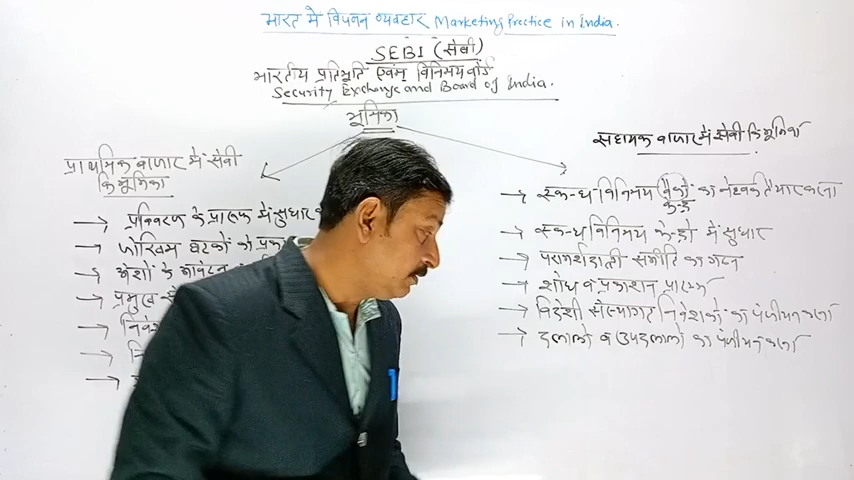 भारत में विपणन व्यवहार Marketing Practice in India.
SEBI (सेबी)
भारतीय प्रतिभूति एवंम् विनिमय बोर्ड
Security Exchange and Board of India.
भूमिका
प्राथमिक बाजार में सेबी
कि भूमिका
→ प्रविवरण के प्रारूप में सुधार
→ जोखिम घटकों को
→ अंशों के आवंटन
→ प्रमुख
→
→
→
सहायक बाजार में सेबी कि भूमिका
→ स्कन्ध विनिमय का तैयार करना
केंद्रों
→ स्कन्ध विनिमय केंद्रों में सुधार
→ परामर्शदात्री समिति का गठन
→ शोध व प्रकाशन प्रारम्भ
→ विदेशी संस्थागत निवेशकों का पंजीयन करना
→ दलालों व उपदलालों का पंजीयन करना